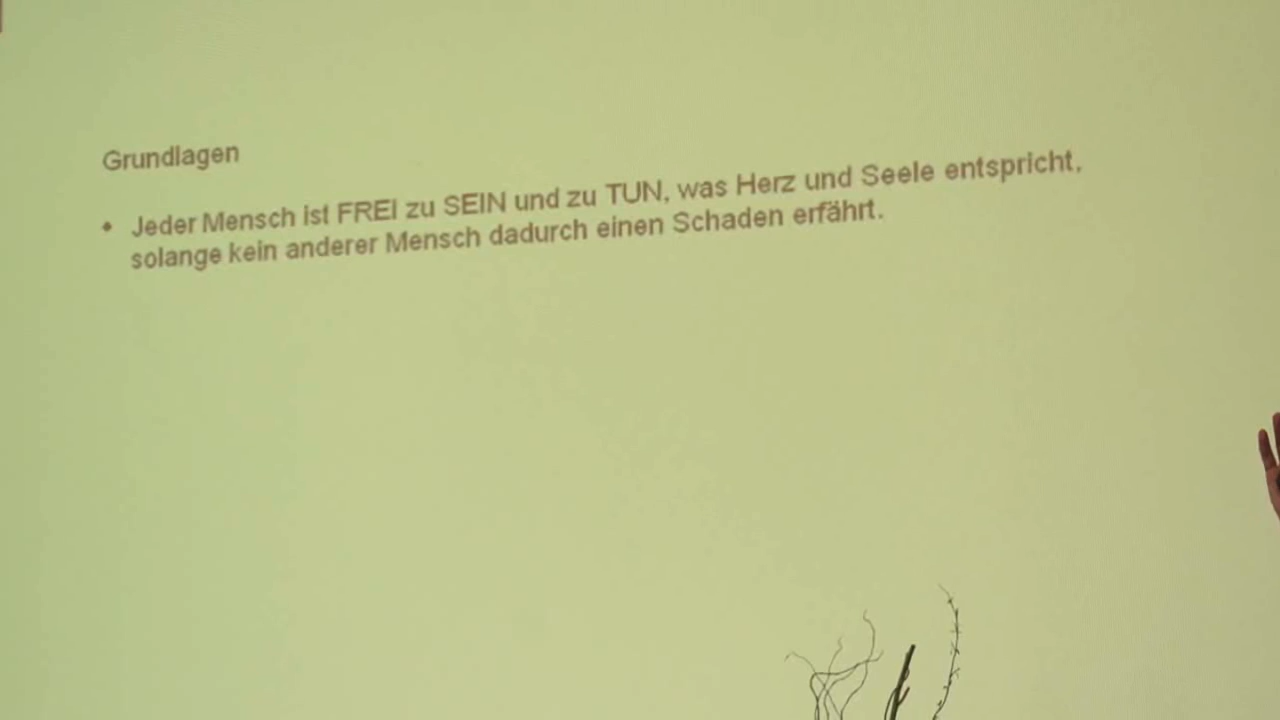 Grundlagen
• Jeder Mensch ist FREI zu SEIN und zu TUN, was Herz und Seele entspricht,
solange kein anderer Mensch dadurch einen Schaden erfährt.